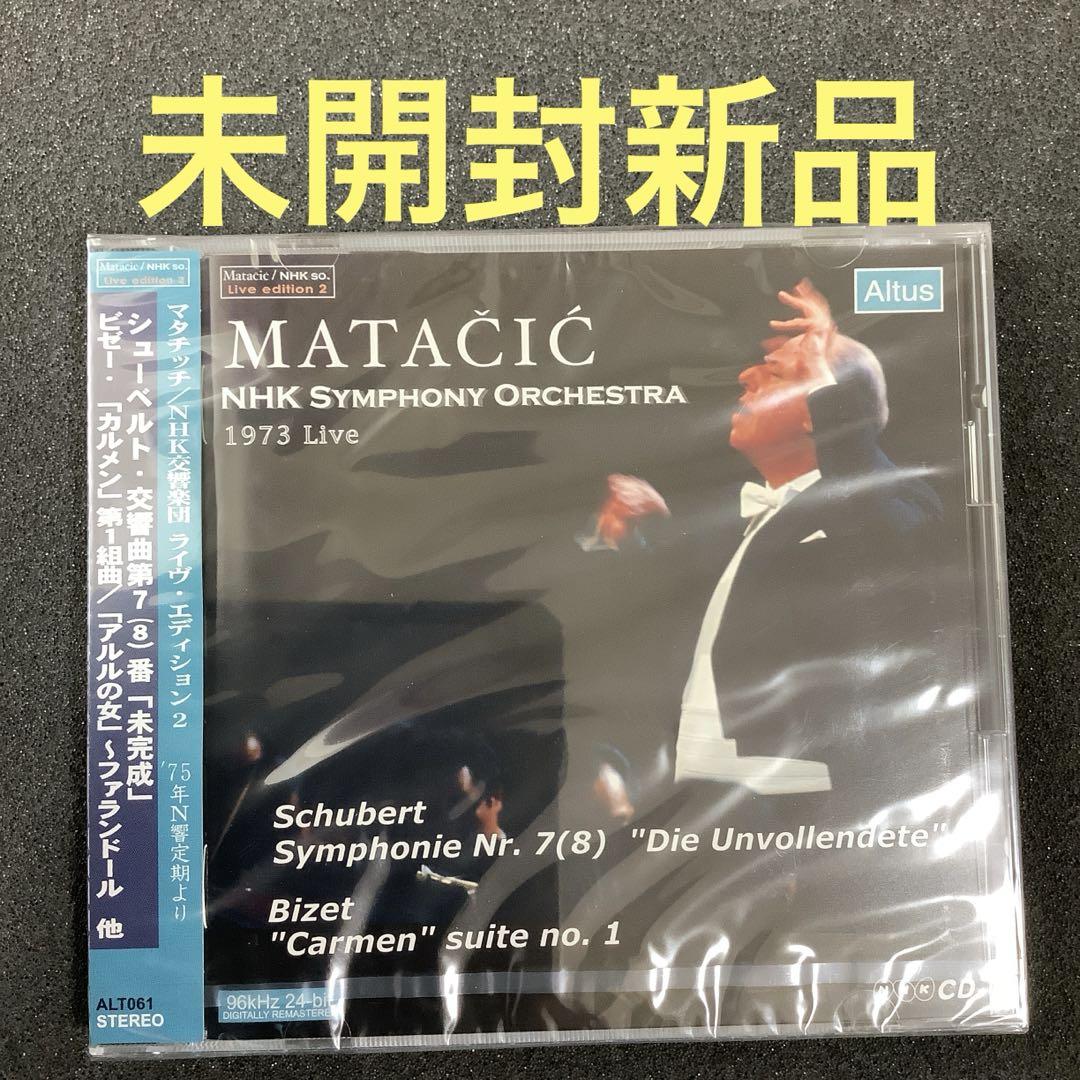 未開封新品
Matačić / NHK so.
Live edition 2
マタチッチ/NHK交響楽団 ライヴ・エディション 2 '75年N響定期より
シューベルト・交響曲第7(8)番「未完成」
ビゼー・「カルメン」第1組曲/「アルルの女」~ファランドール 他
ALT061
STEREO
Matačić / NHK so.
Live edition 2
Altus
MATAČIĆ
NHK SYMPHONY ORCHESTRA
1973 Live
Schubert
Symphonie Nr. 7(8) "Die Unvollendete"
Bizet
"Carmen" suite no. 1
96kHz 24-bit
DIGITALLY REMASTERED
NHK CD